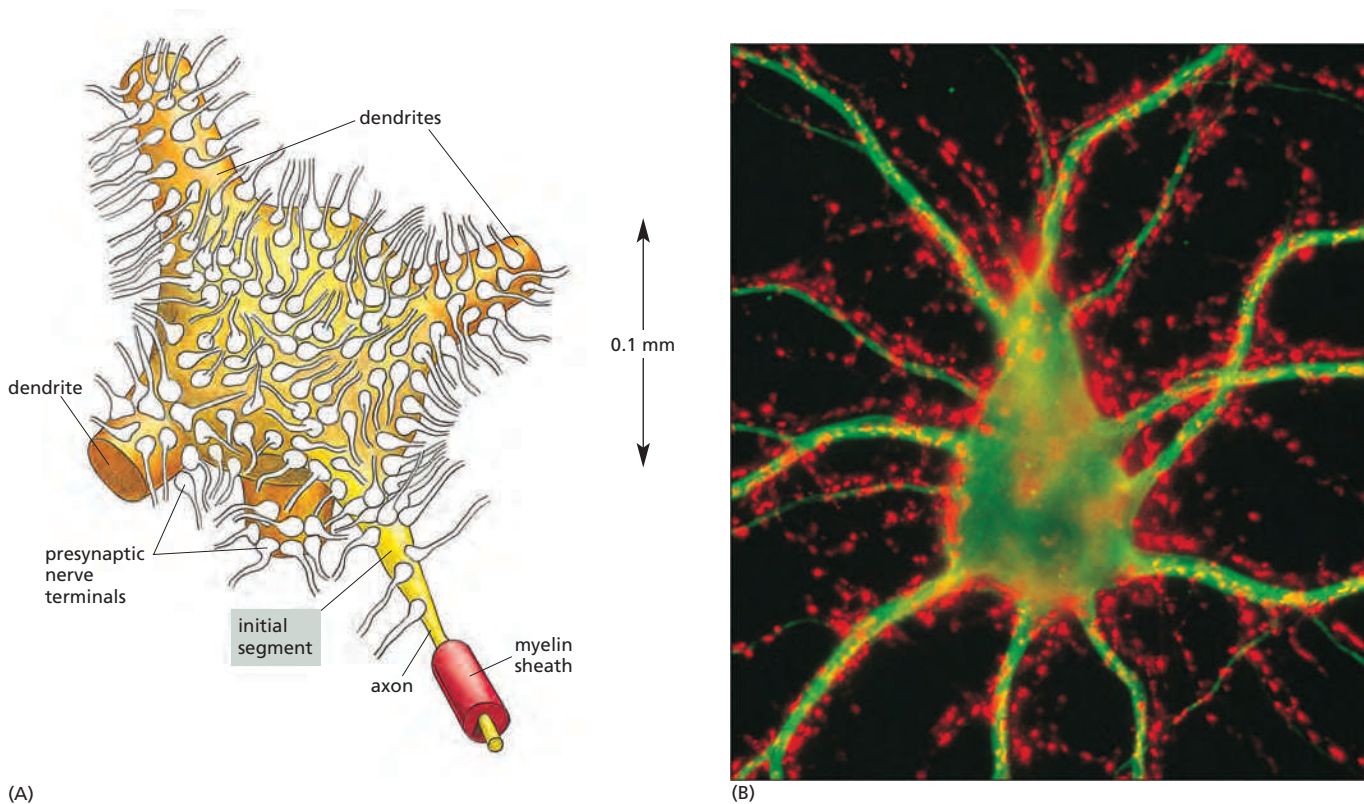 dendrites
0.1 mm
dendrite
presynaptic
nerve
terminals
initial
segment
axon
myelin
sheath
(A)
(B)